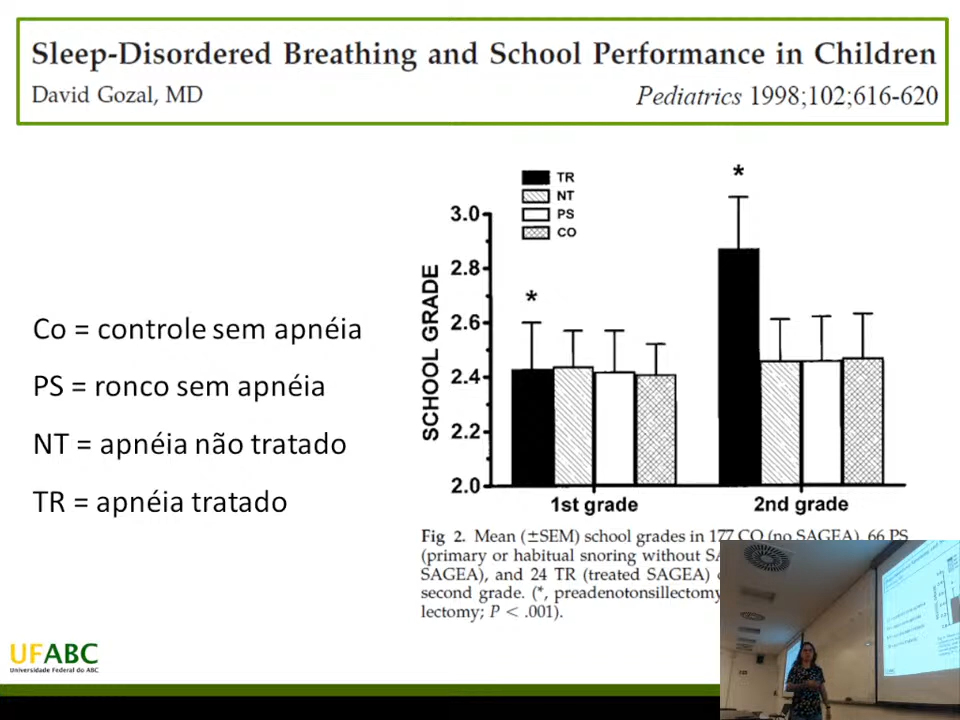 Sleep-Disordered Breathing and School Performance in Children
David Gozal, MD
Pediatrics 1998;102;616-620
Co = controle sem apnéia
PS = ronco sem apnéia
NT = apnéia não tratado
TR = apnéia tratado
TR
NT
PS
CO
*
*
SCHOOL GRADE
3.0
2.8
2.6
2.4
2.2
2.0
1st grade
2nd grade
Fig 2. Mean (±SEM) school grades in 177 CO (no SAGEA), 66 PS
(primary or habitual snoring without
SAGEA), and 24 TR (treated SAGEA)
second grade. (*, preadenotonsillectomy
lectomy; P < .001).
UFABC
Universidade Federal do ABC